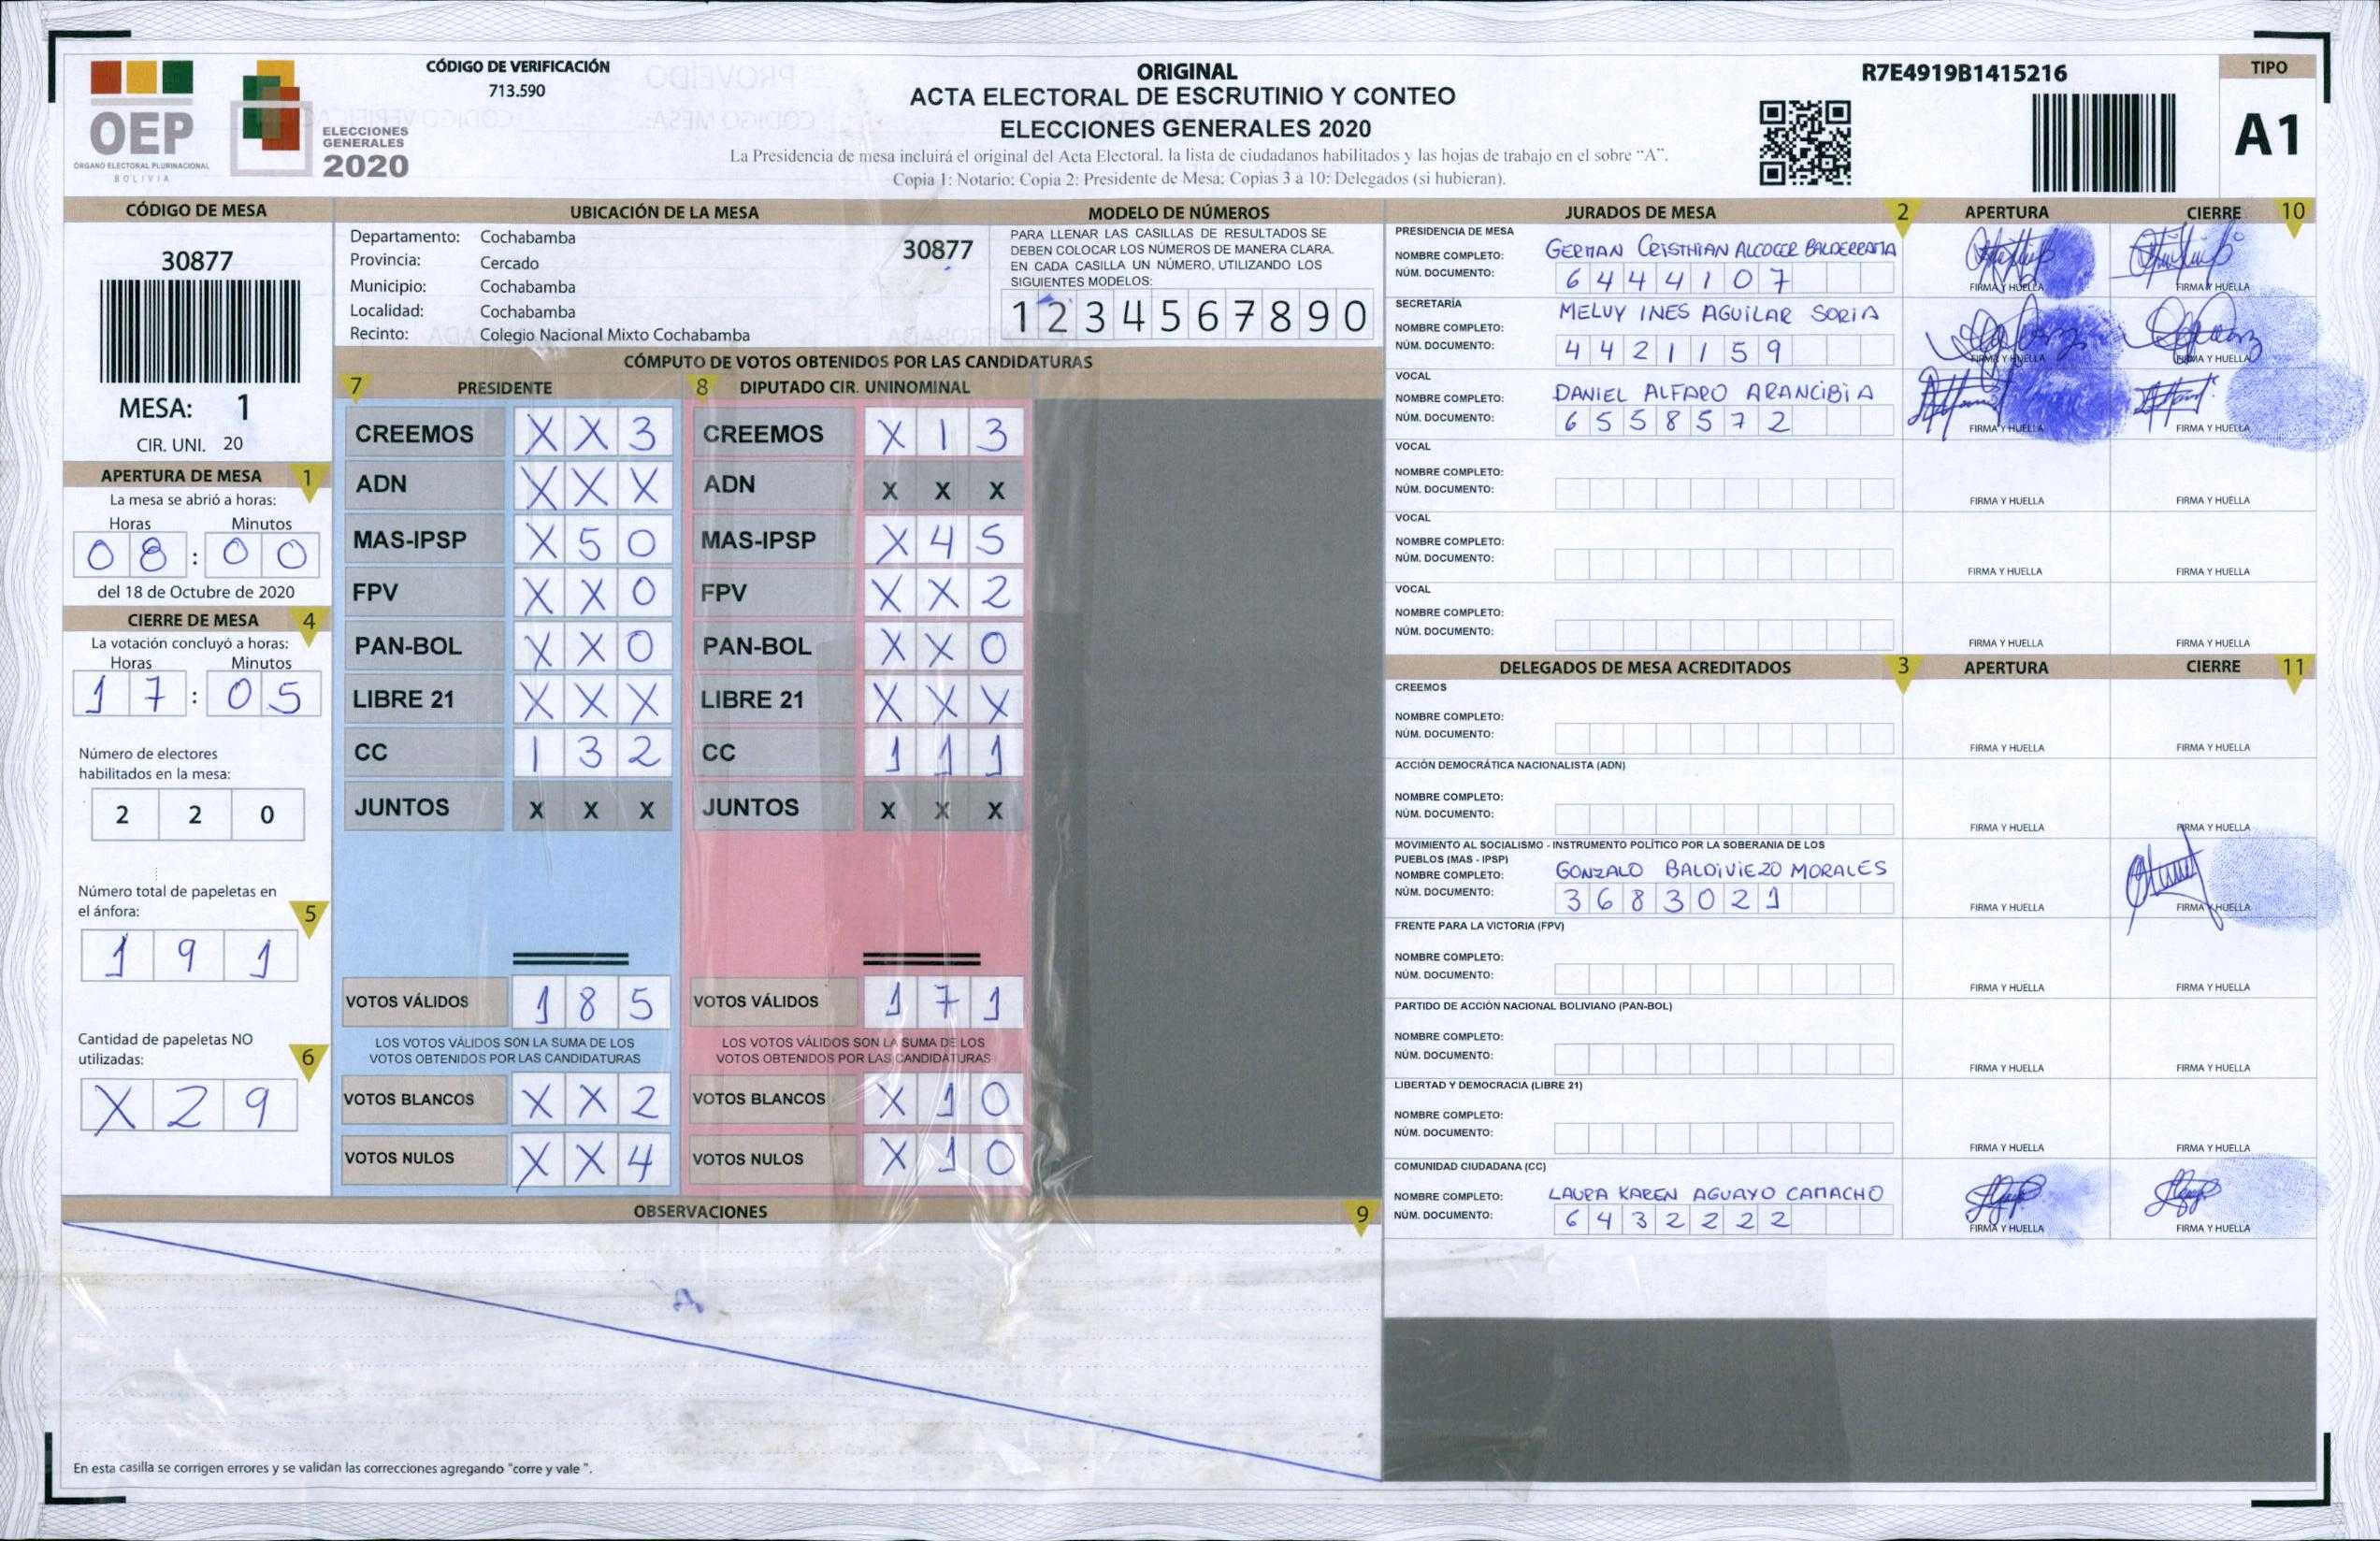 OEP
ÓRGANO ELECTORAL PLURINACIONAL
BOLIVIA
ELECCIONES
GENERALES
2020
CÓDIGO DE VERIFICACIÓN
713.590
ORIGINAL
ACTA ELECTORAL DE ESCRUTINIO Y CONTEO
ELECCIONES GENERALES 2020
La Presidencia de mesa incluirá el original del Acta Electoral, la lista de ciudadanos habilitados y las hojas de trabajo en el sobre "A".
Copia 1: Notario; Copia 2: Presidente de Mesa; Copias 3 a 10: Delegados (si hubieran).
R7E4919B1415216
TIPO
A1
CÓDIGO DE MESA
30877
MESA: 1
CIR. UNI. 20
APERTURA DE MESA 1
La mesa se abrió a horas:
Horas Minutos
08:00
del 18 de Octubre de 2020
CIERRE DE MESA 4
La votación concluyó a horas:
Horas Minutos
17:05
Número de electores
habilitados en la mesa:
2 2 0
Número total de papeletas en
el ánfora: 5
1 9 1
Cantidad de papeletas NO
utilizadas: 6
X 2 9
UBICACIÓN DE LA MESA
Departamento: Cochabamba
30877
Provincia: Cercado
Municipio: Cochabamba
Localidad: Cochabamba
Recinto: Colegio Nacional Mixto Cochabamba
MODELO DE NÚMEROS
PARA LLENAR LAS CASILLAS DE RESULTADOS SE
DEBEN COLOCAR LOS NÚMEROS DE MANERA CLARA.
EN CADA CASILLA UN NÚMERO, UTILIZANDO LOS
SIGUIENTES MODELOS:
1 2 3 4 5 6 7 8 9 0
CÓMPUTO DE VOTOS OBTENIDOS POR LAS CANDIDATURAS
7 PRESIDENTE 8 DIPUTADO CIR. UNINOMINAL
CREEMOS X X 3 CREEMOS X 1 3
ADN X X X ADN X X X
MAS-IPSP X 5 0 MAS-IPSP X 4 5
FPV X X 0 FPV X X 2
PAN-BOL X X 0 PAN-BOL X X 0
LIBRE 21 X X X LIBRE 21 X X X
CC 1 3 2 CC 1 1 1
JUNTOS X X X JUNTOS X X X
VOTOS VÁLIDOS 1 8 5 VOTOS VÁLIDOS 1 7 1
LOS VOTOS VÁLIDOS SON LA SUMA DE LOS LOS VOTOS VÁLIDOS SON LA SUMA DE LOS
VOTOS OBTENIDOS POR LAS CANDIDATURAS VOTOS OBTENIDOS POR LAS CANDIDATURAS
VOTOS BLANCOS X X 2 VOTOS BLANCOS X 1 0
VOTOS NULOS X X 4 VOTOS NULOS X 1 0
OBSERVACIONES 9
En esta casilla se corrigen errores y se validan las correcciones agregando "corre y vale".
JURADOS DE MESA 2 APERTURA CIERRE 10
PRESIDENCIA DE MESA
NOMBRE COMPLETO: GERMAN CRISTHIAN ALCOCER BALDERRAMA
NÚM. DOCUMENTO: 6444107
FIRMA Y HUELLA FIRMA Y HUELLA
SECRETARÍA
NOMBRE COMPLETO: MELVY INES AGUILAR SORIA
NÚM. DOCUMENTO: 4421159
FIRMA Y HUELLA FIRMA Y HUELLA
VOCAL
NOMBRE COMPLETO: DANIEL ALFARO ARANCIBIA
NÚM. DOCUMENTO: 6558572
FIRMA Y HUELLA FIRMA Y HUELLA
VOCAL
NOMBRE COMPLETO:
NÚM. DOCUMENTO:
FIRMA Y HUELLA FIRMA Y HUELLA
VOCAL
NOMBRE COMPLETO:
NÚM. DOCUMENTO:
FIRMA Y HUELLA FIRMA Y HUELLA
VOCAL
NOMBRE COMPLETO:
NÚM. DOCUMENTO:
FIRMA Y HUELLA FIRMA Y HUELLA
DELEGADOS DE MESA ACREDITADOS 3 APERTURA CIERRE 11
CREEMOS
NOMBRE COMPLETO:
NÚM. DOCUMENTO:
FIRMA Y HUELLA FIRMA Y HUELLA
ACCIÓN DEMOCRÁTICA NACIONALISTA (ADN)
NOMBRE COMPLETO:
NÚM. DOCUMENTO:
FIRMA Y HUELLA FIRMA Y HUELLA
MOVIMIENTO AL SOCIALISMO - INSTRUMENTO POLÍTICO POR LA SOBERANIA DE LOS
PUEBLOS (MAS - IPSP)
NOMBRE COMPLETO: GONZALO BALDIVIEZO MORALES
NÚM. DOCUMENTO: 3683021
FIRMA Y HUELLA FIRMA Y HUELLA
FRENTE PARA LA VICTORIA (FPV)
NOMBRE COMPLETO:
NÚM. DOCUMENTO:
FIRMA Y HUELLA FIRMA Y HUELLA
PARTIDO DE ACCIÓN NACIONAL BOLIVIANO (PAN-BOL)
NOMBRE COMPLETO:
NÚM. DOCUMENTO:
FIRMA Y HUELLA FIRMA Y HUELLA
LIBERTAD Y DEMOCRACIA (LIBRE 21)
NOMBRE COMPLETO:
NÚM. DOCUMENTO:
FIRMA Y HUELLA FIRMA Y HUELLA
COMUNIDAD CIUDADANA (CC)
NOMBRE COMPLETO: LAURA KAREN AGUAYO CAMACHO
NÚM. DOCUMENTO: 6432222
FIRMA Y HUELLA FIRMA Y HUELLA